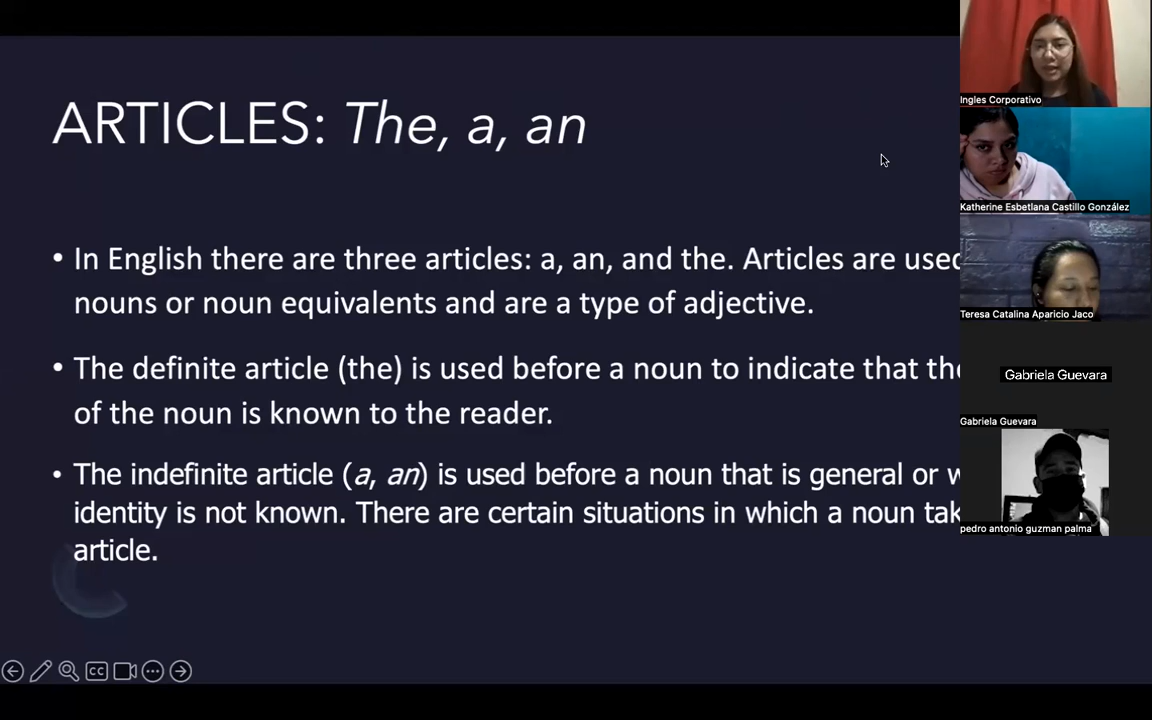 ARTICLES: The, a, an
In English there are three articles: a, an, and the. Articles are used
nouns or noun equivalents and are a type of adjective.
The definite article (the) is used before a noun to indicate that
of the noun is known to the reader.
The indefinite article (a, an) is used before a noun that is general or
identity is not known. There are certain situations in which a noun
article.
CC
Ingles Corporativo
Katherine Esbetlana Castillo González
Teresa Catalina Aparicio Jaco
Gabriela Guevara
Gabriela Guevara
pedro antonio guzman palma